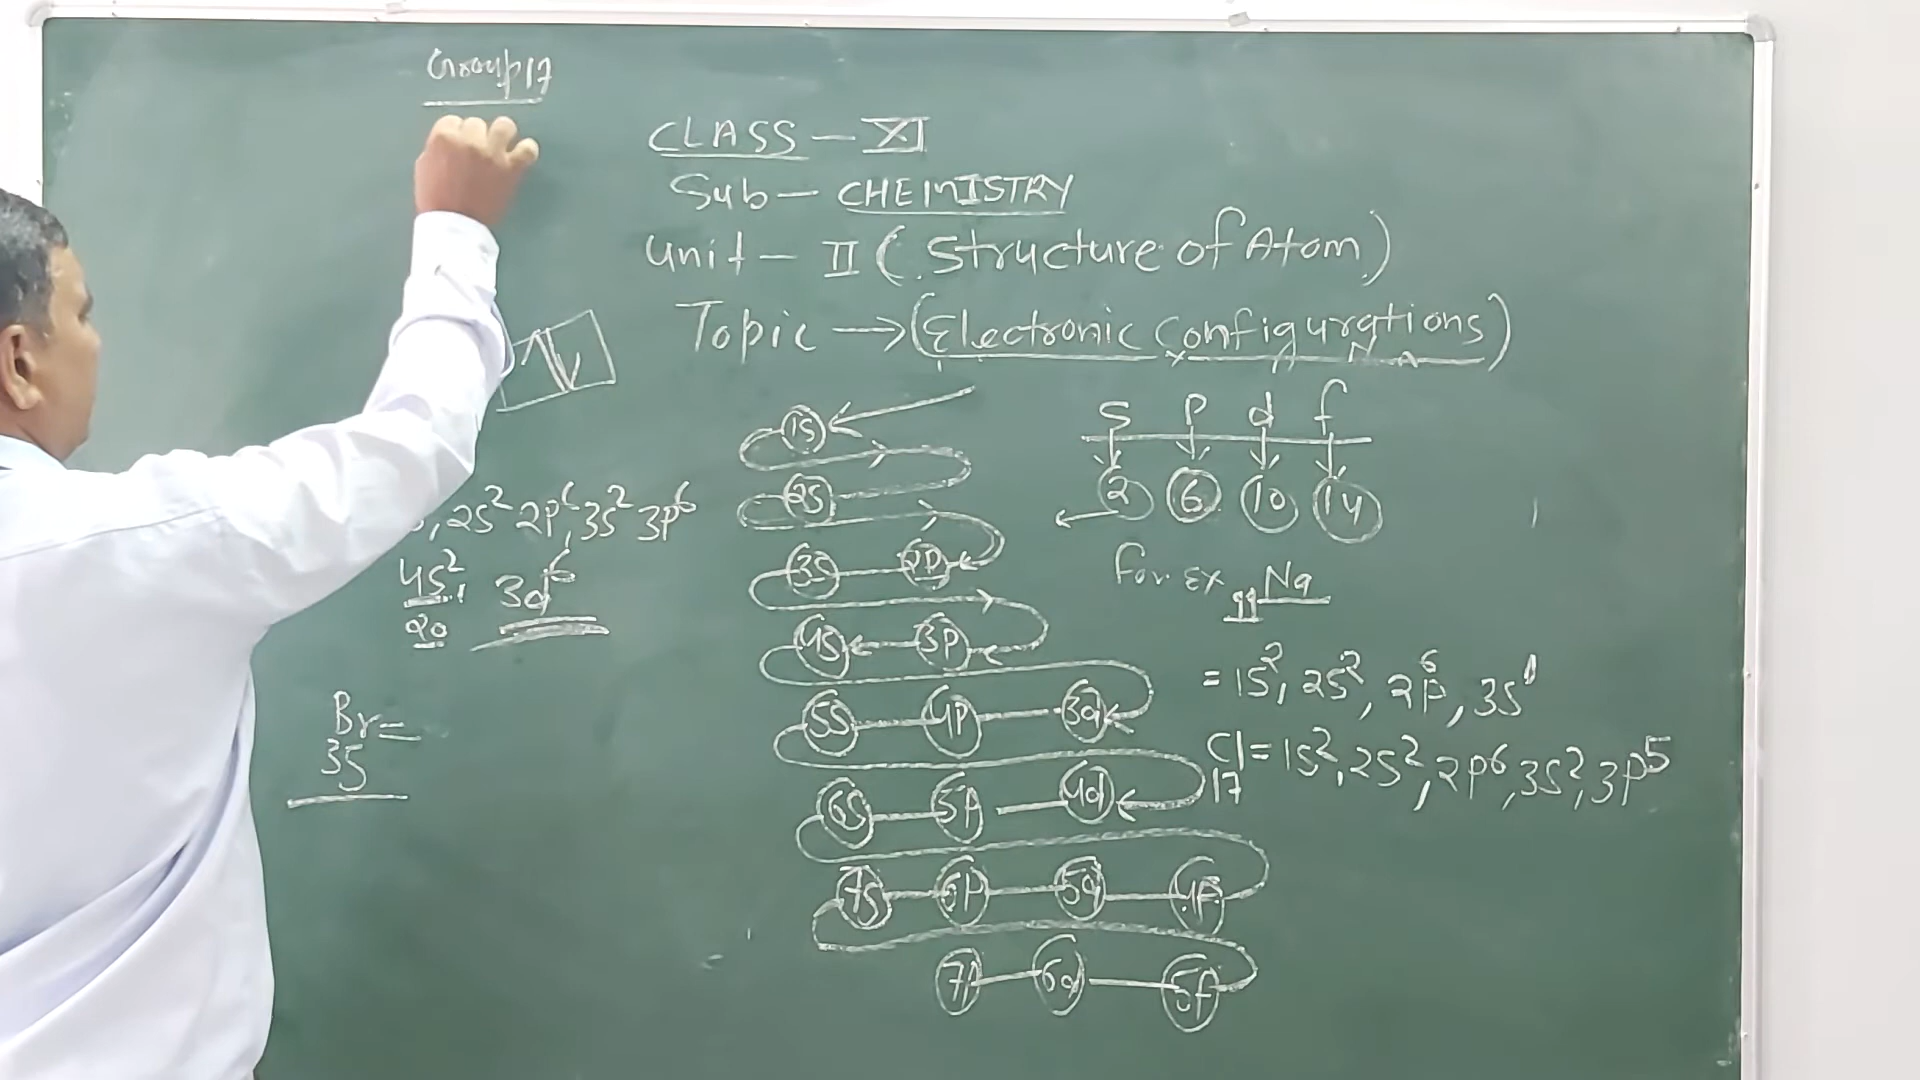 Group 17
CLASS – XI
Sub – CHEMISTRY
Unit – II ( Structure of Atom )
Topic → (Electronic Configurations)
1S
2S
3S 2P
4S 3P
5S 4P 3d
6S 5P 4d
7S 6P 5d 4f
7P 6d 5f
S P d f
2 6 10 14
For Ex 11Na
= 1S², 2S², 2P⁶, 3S¹
Cl = 1S², 2S², 2P⁶, 3S², 3P⁵
17
, 2S² 2P⁶, 3S² 3P⁶
4S², 3d⁶
20
Br =
35